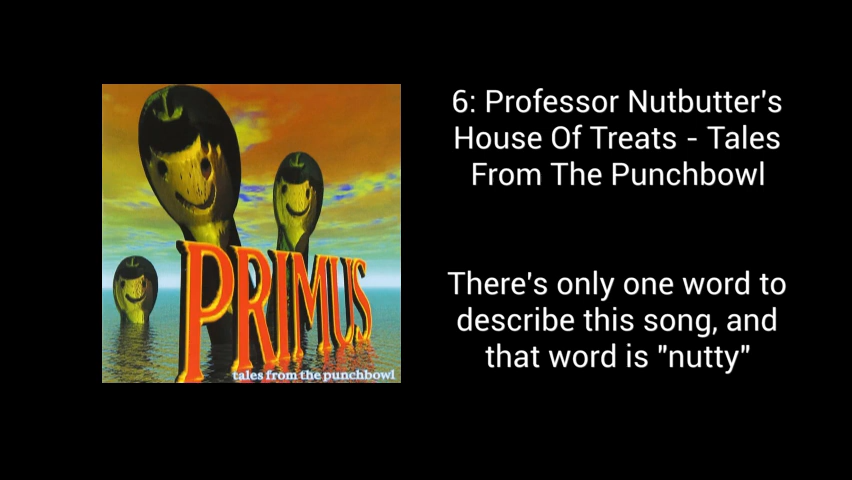 PRIMUS
tales from the punchbowl
6: Professor Nutbutter's
House Of Treats - Tales
From The Punchbowl
There's only one word to
describe this song, and
that word is "nutty"